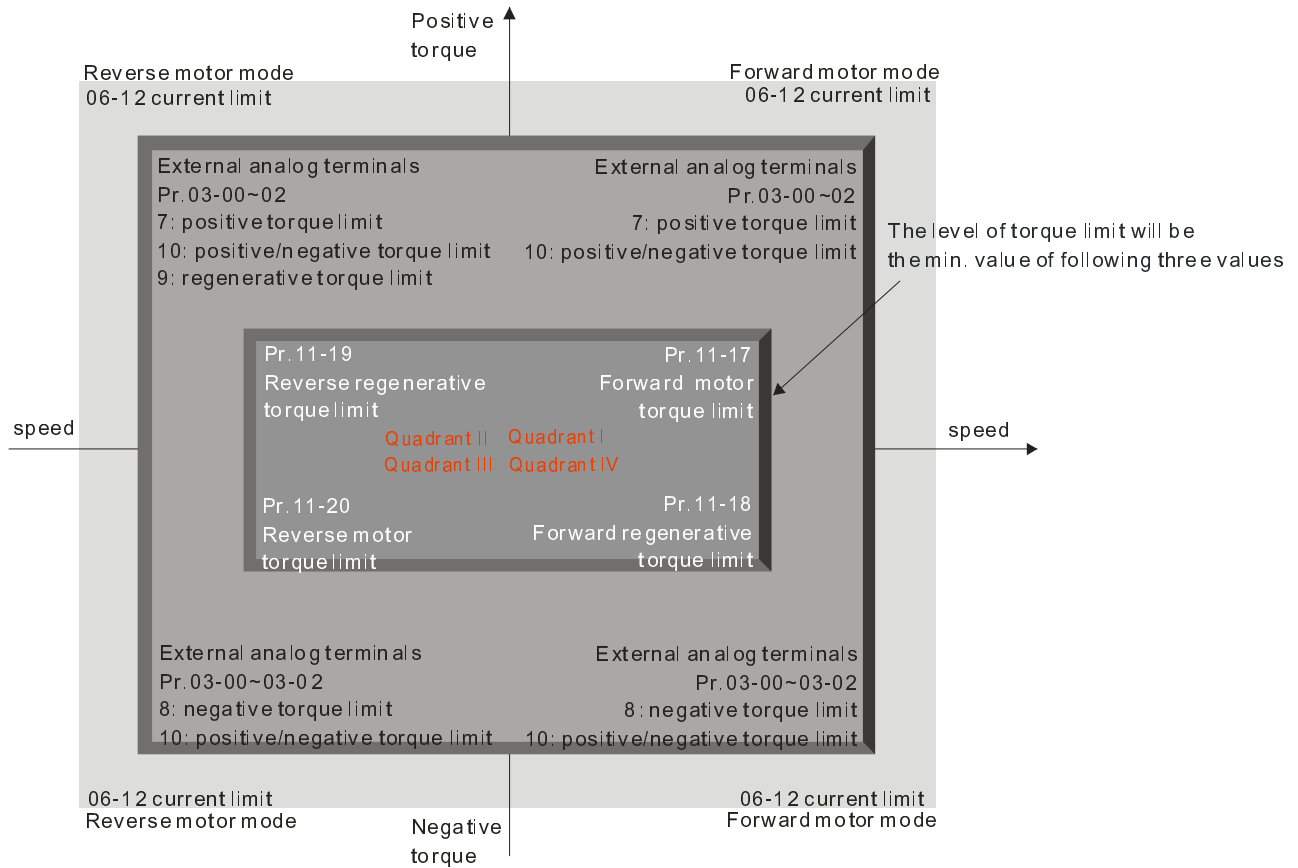 Positive
torque
Reverse motor mode
06-12 current limit
Forward motor mode
06-12 current limit
External analog terminals
Pr.03-00~02
7: positive torque limit
10: positive/negative torque limit
9: regenerative torque limit
External analog terminals
Pr.03-00~02
7: positive torque limit
10: positive/negative torque limit
The level of torque limit will be
the min. value of following three values
Pr.11-19
Reverse regenerative
torque limit
Pr.11-17
Forward motor
torque limit
speed
Quadrant II
Quadrant I
Quadrant III
Quadrant IV
speed
Pr.11-20
Reverse motor
torque limit
Pr.11-18
Forward regenerative
torque limit
External analog terminals
Pr.03-00~03-02
8: negative torque limit
10: positive/negative torque limit
External analog terminals
Pr.03-00~03-02
8: negative torque limit
10: positive/negative torque limit
06-12 current limit
Reverse motor mode
06-12 current limit
Forward motor mode
Negative
torque